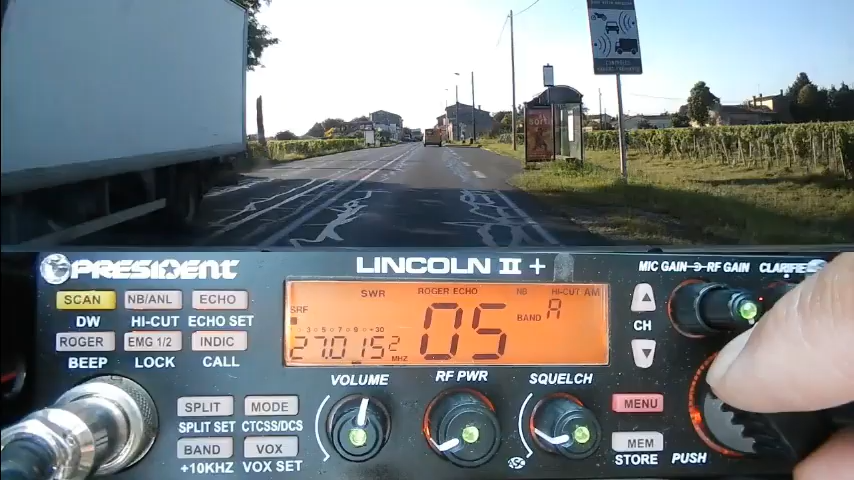 PRESIDENT
LINCOLN II +
MIC GAIN RF GAIN CLARIFIE
SCAN
NB/ANL
ECHO
DW
HI-CUT
ECHO SET
ROGER
EMG 1/2
INDIC
BEEP
LOCK
CALL
SWR
ROGER ECHO
NB
HI-CUT AM
SRF
BAND A
05
27.015 2
MHZ
CH
VOLUME
RF PWR
SQUELCH
SPLIT
MODE
SPLIT SET
CTCSS/DCS
BAND
VOX
+10KHZ
VOX SET
MENU
MEM
STORE
PUSH